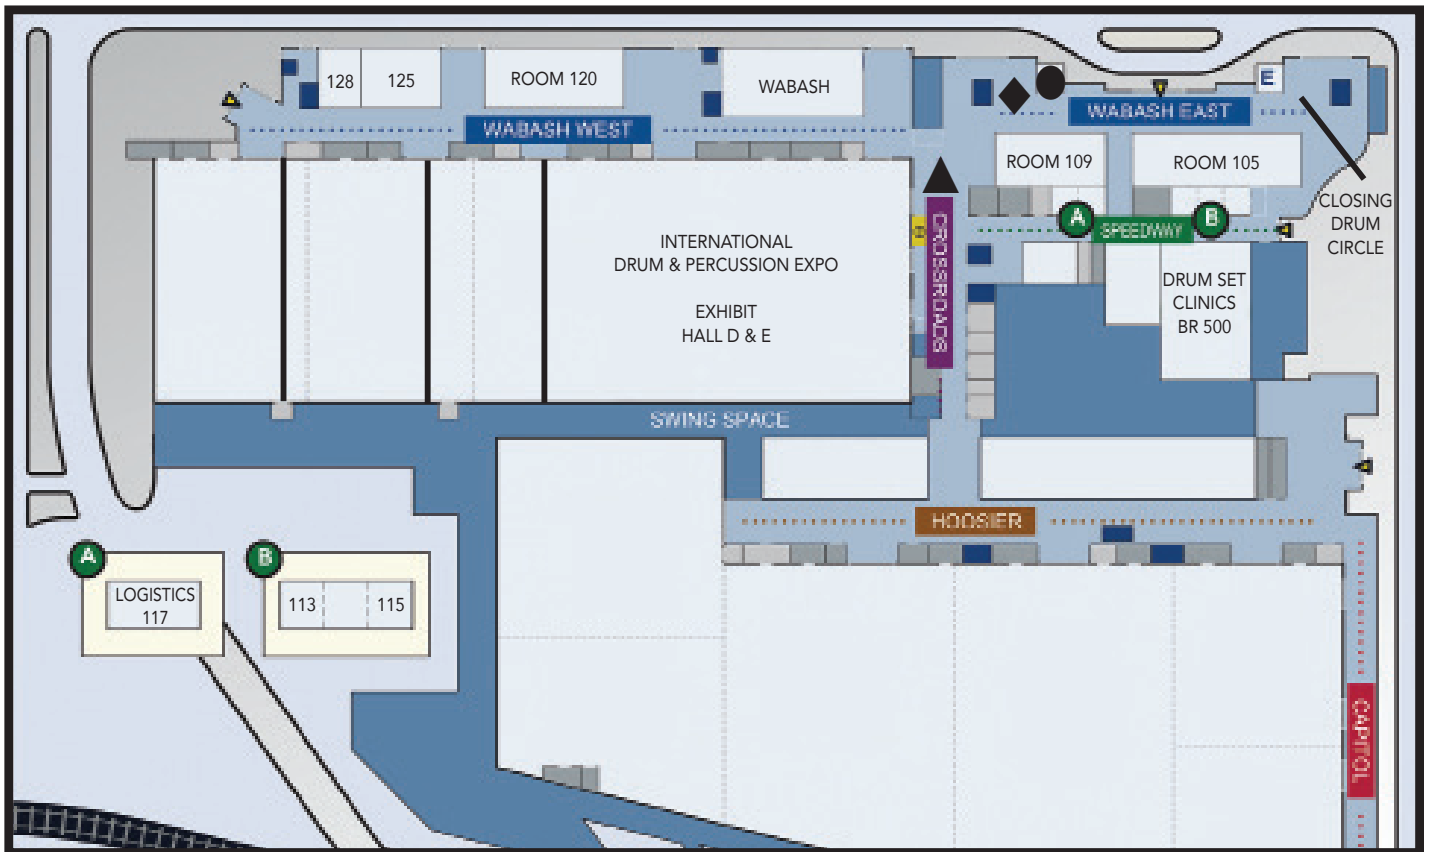 128
125
ROOM 120
WABASH
E
WABASH WEST
WABASH EAST
ROOM 109
ROOM 105
CLOSING
DRUM
CIRCLE
A
SPEEDWAY
B
CROSSROADS
INTERNATIONAL
DRUM & PERCUSSION EXPO
EXHIBIT
HALL D & E
DRUM SET
CLINICS
BR 500
SWING SPACE
HOOSIER
A
LOGISTICS
117
B
113
115
CAPITOL